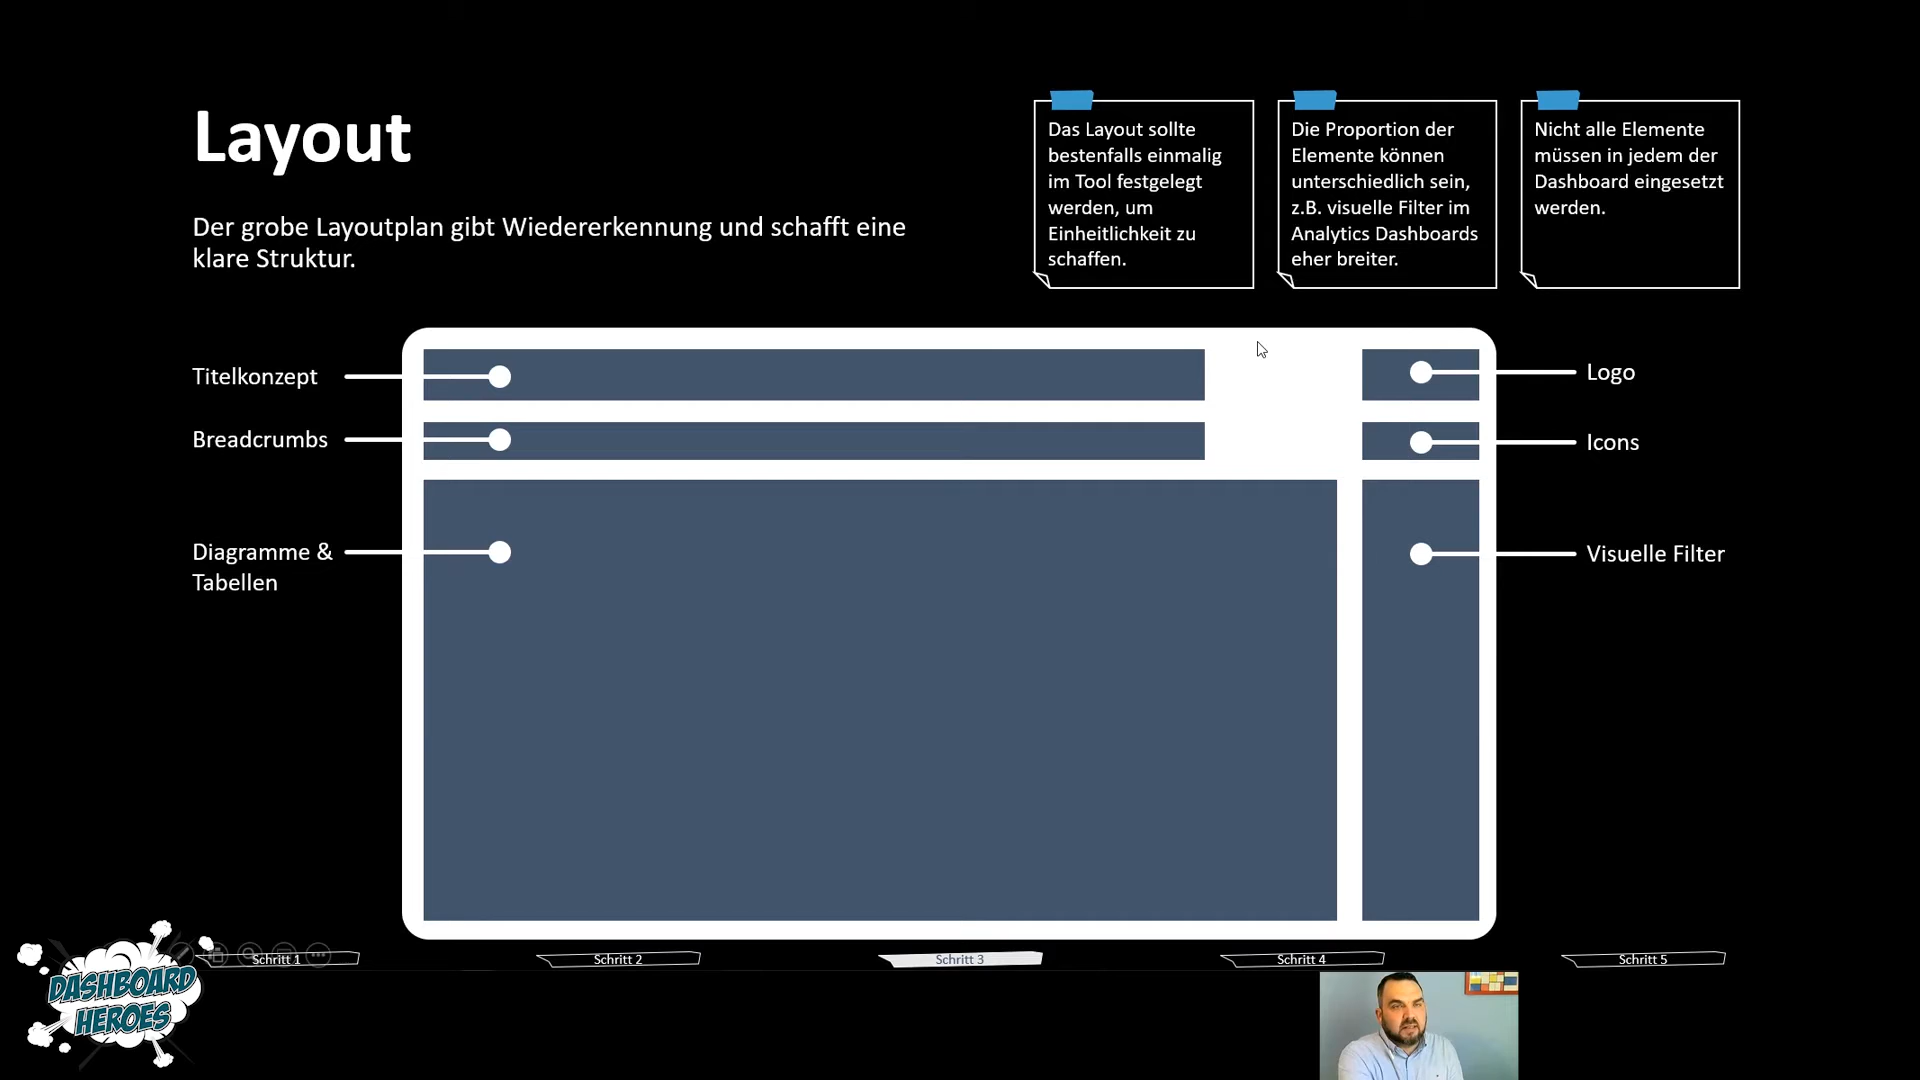 Layout
Der grobe Layoutplan gibt Wiedererkennung und schafft eine
klare Struktur.
Das Layout sollte
bestenfalls einmalig
im Tool festgelegt
werden, um
Einheitlichkeit zu
schaffen.
Die Proportion der
Elemente können
unterschiedlich sein,
z.B. visuelle Filter im
Analytics Dashboards
eher breiter.
Nicht alle Elemente
müssen in jedem der
Dashboard eingesetzt
werden.
Titelkonzept
Breadcrumbs
Diagramme &
Tabellen
Logo
Icons
Visuelle Filter
Schritt 1
Schritt 2
Schritt 3
Schritt 4
Schritt 5
DASHBOARD
HEROES